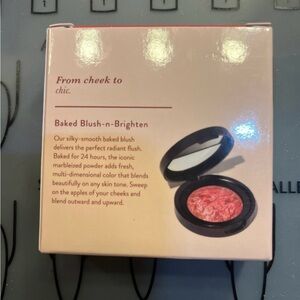 From cheek to
chic.
Baked Blush-n-Brighten
Our silky-smooth baked blush
delivers the perfect radiant flush.
Baked for 24 hours, the iconic
marbleized powder adds fresh,
multi-dimensional color that blends
beautifully on any skin tone. Sweep
on the apples of your cheeks and
blend outward and upward.